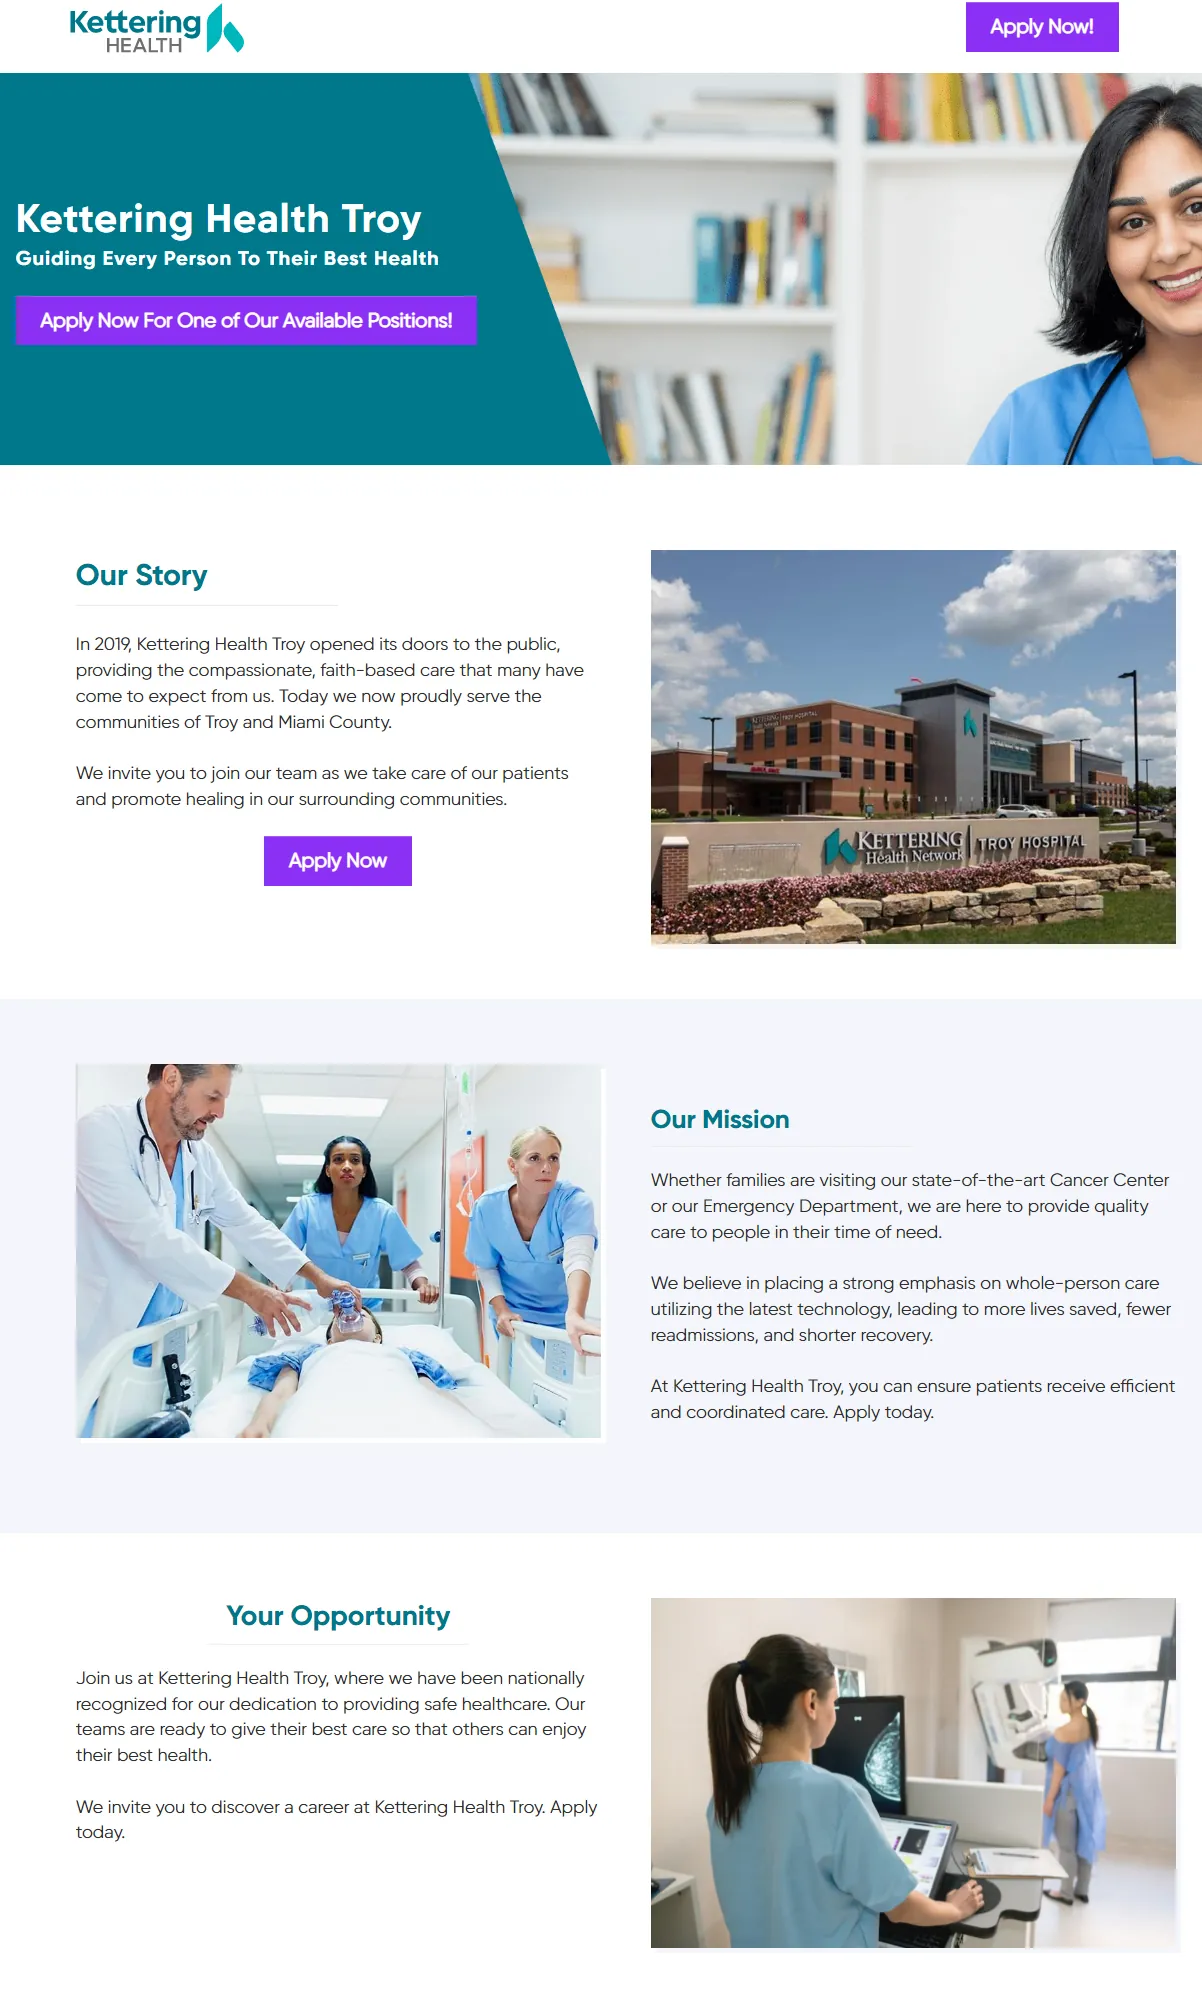 Kettering
HEALTH
Apply Now!
Kettering Health Troy
Guiding Every Person To Their Best Health
Apply Now For One of Our Available Positions!
Our Story
In 2019, Kettering Health Troy opened its doors to the public,
providing the compassionate, faith-based care that many have
come to expect from us. Today we now proudly serve the
communities of Troy and Miami County.
We invite you to join our team as we take care of our patients
and promote healing in our surrounding communities.
Apply Now
KETTERING
TROY HOSPITAL
KETTERING
Health Network
TROY HOSPITAL
Our Mission
Whether families are visiting our state-of-the-art Cancer Center
or our Emergency Department, we are here to provide quality
care to people in their time of need.
We believe in placing a strong emphasis on whole-person care
utilizing the latest technology, leading to more lives saved, fewer
readmissions, and shorter recovery.
At Kettering Health Troy, you can ensure patients receive efficient
and coordinated care. Apply today.
Your Opportunity
Join us at Kettering Health Troy, where we have been nationally
recognized for our dedication to providing safe healthcare. Our
teams are ready to give their best care so that others can enjoy
their best health.
We invite you to discover a career at Kettering Health Troy. Apply
today.